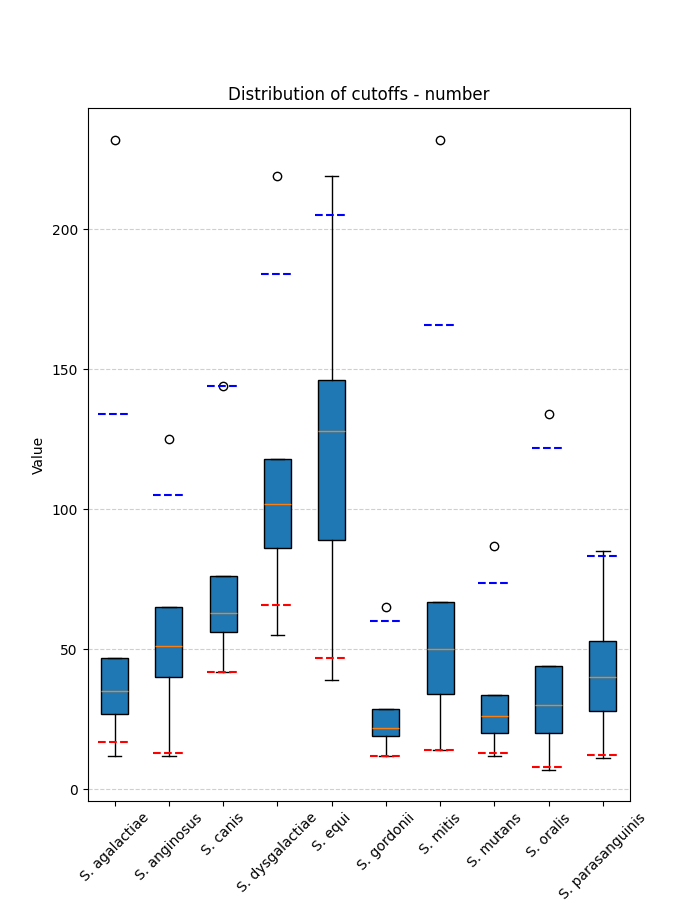 Distribution of cutoffs - number
Value
200
150
100
50
0
S. agalactiae
S. anginosus
S. canis
S. dysgalactiae
S. equi
S. gordonii
S. mitis
S. mutans
S. oralis
S. parasanguinis